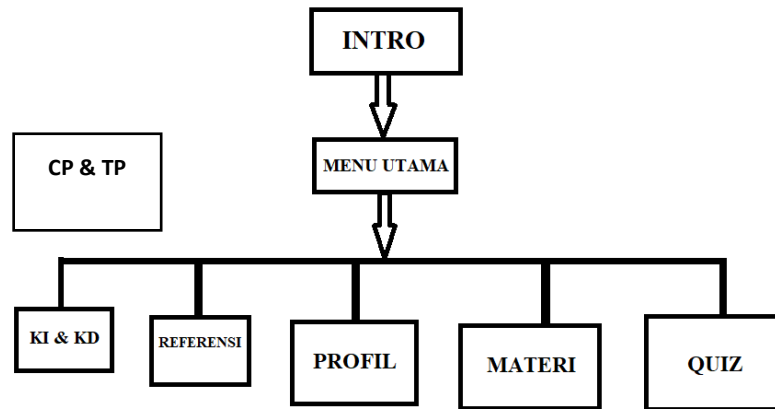 INTRO
CP & TP
MENU UTAMA
KI & KD
REFERENSI
PROFIL
MATERI
QUIZ